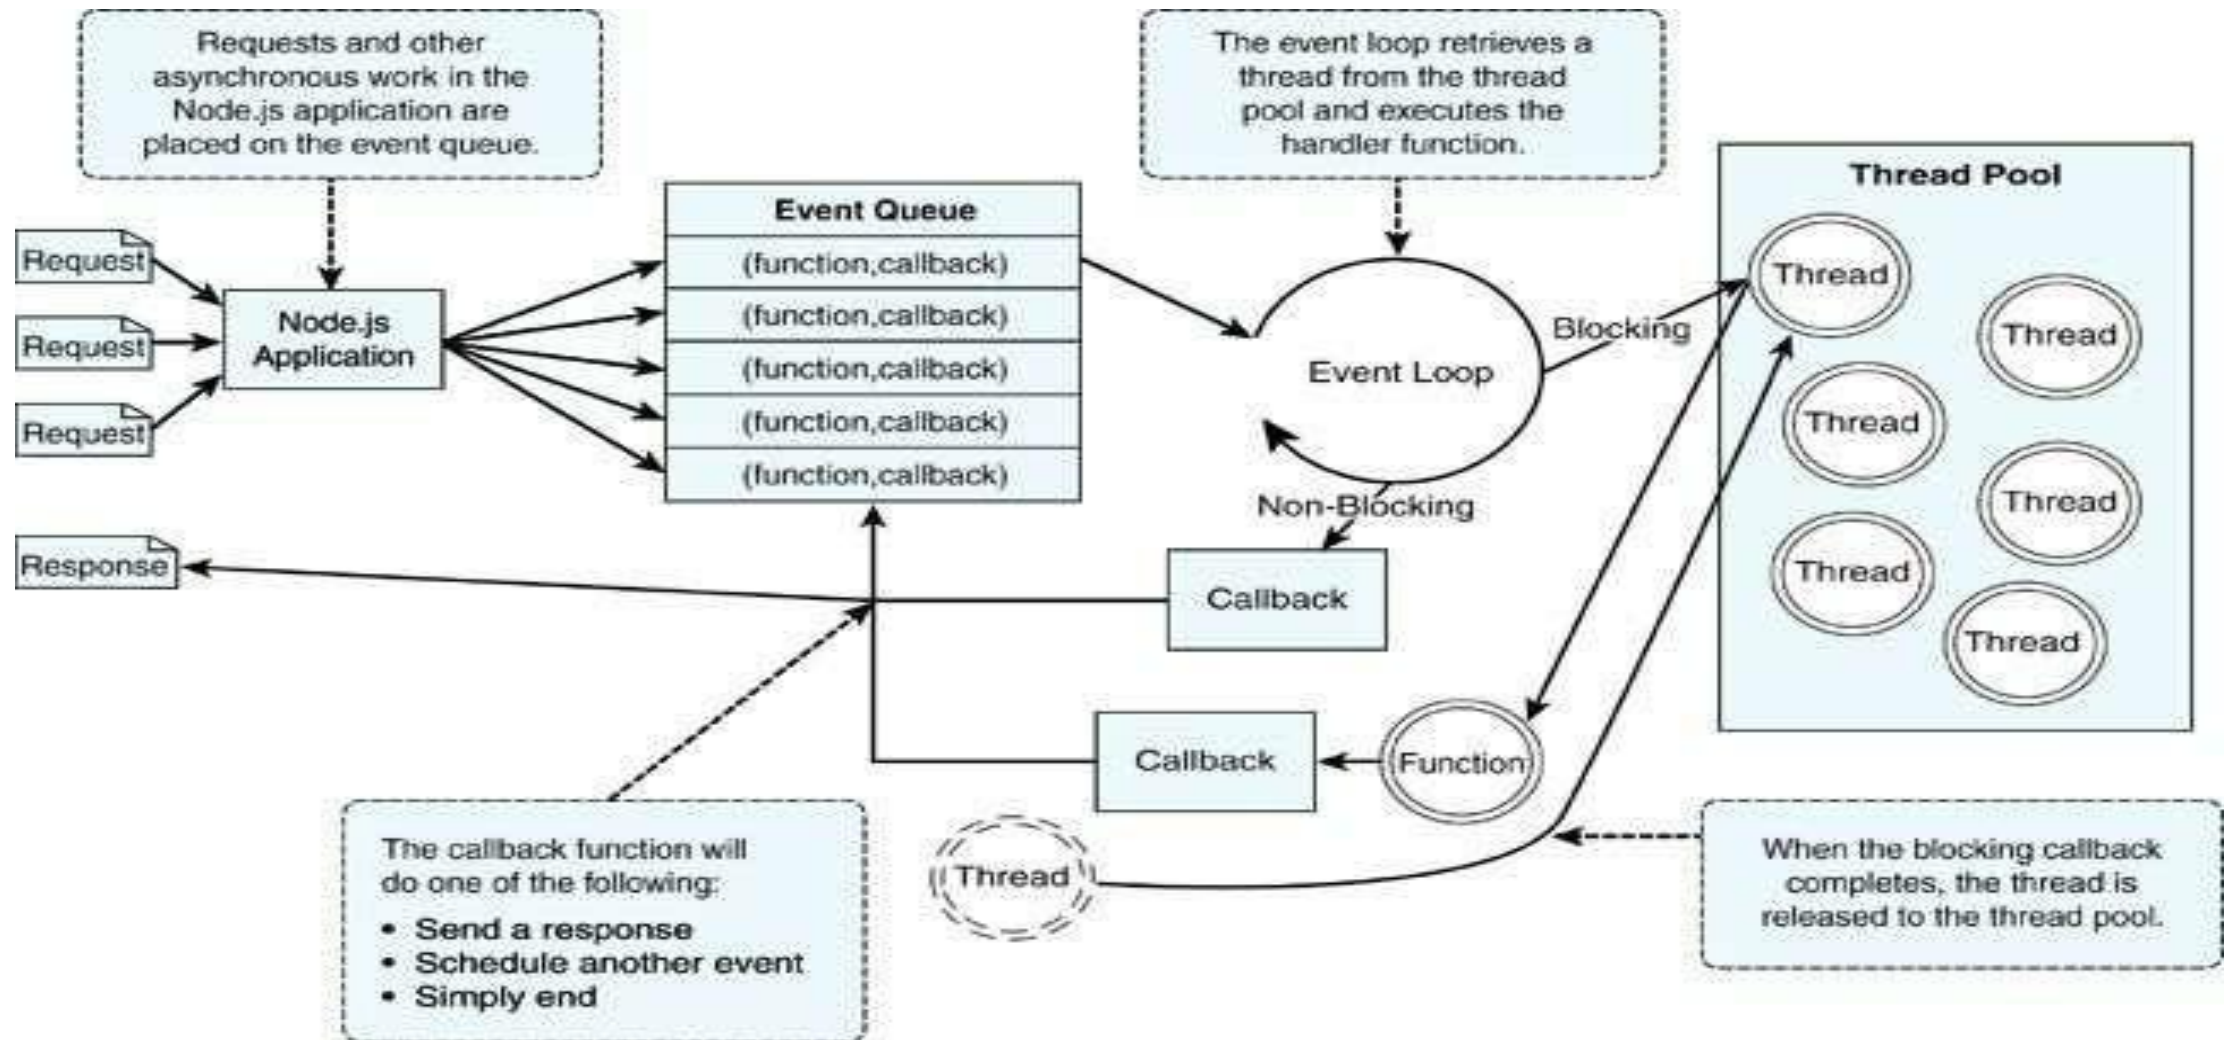 Requests and other
asynchronous work in the
Node.js application are
placed on the event queue.
The event loop retrieves a
thread from the thread
pool and executes the
handler function.
Request
Request
Request
Node.js
Application
Event Queue
(function,callback)
(function,callback)
(function,callback)
(function,callback)
(function,callback)
Event Loop
Blocking
Non-Blocking
Thread Pool
Thread
Thread
Thread
Thread
Thread
Thread
Response
Callback
Callback
Function
Thread
The callback function will
do one of the following:
• Send a response
• Schedule another event
• Simply end
When the blocking callback
completes, the thread is
released to the thread pool.